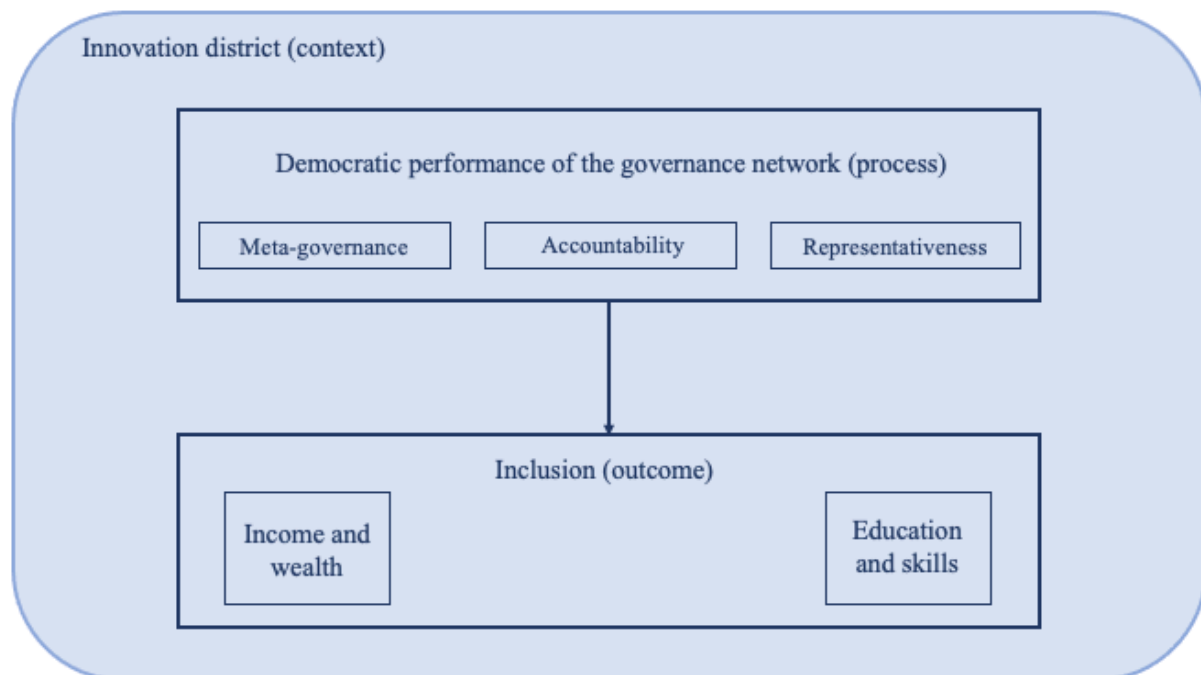 Innovation district (context)
Democratic performance of the governance network (process)
Meta-governance
Accountability
Representativeness
Inclusion (outcome)
Income and
wealth
Education
and skills